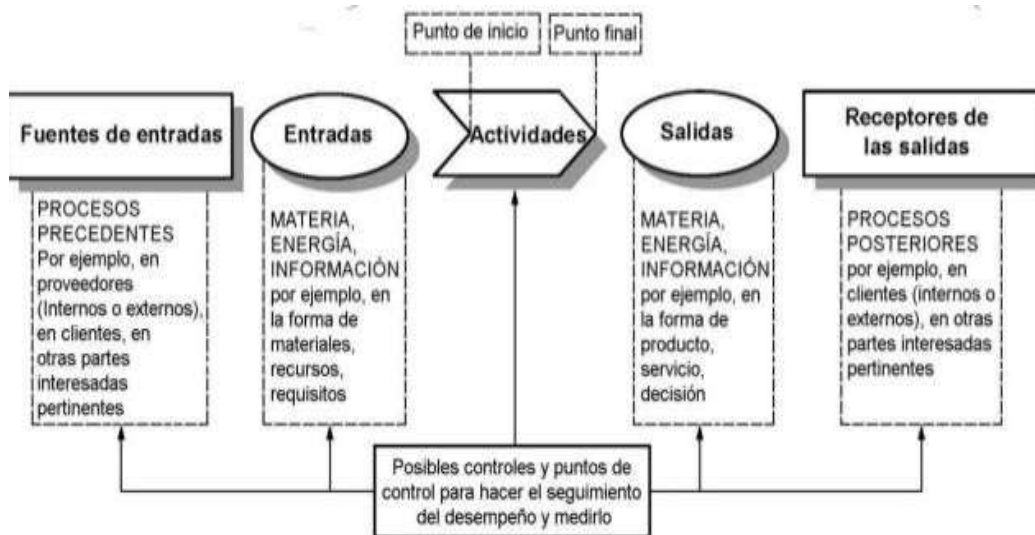 Punto de inicio
Punto final
Fuentes de entradas
Entradas
Actividades
Salidas
Receptores de
las salidas
PROCESOS
PRECEDENTES
Por ejemplo, en
proveedores
(Internos o externos),
en clientes, en
otras partes
interesadas
pertinentes
MATERIA,
ENERGÍA,
INFORMACIÓN
por ejemplo, en
la forma de
materiales,
recursos,
requisitos
MATERIA,
ENERGÍA,
INFORMACIÓN
por ejemplo, en
la forma de
producto,
servicio,
decisión
PROCESOS
POSTERIORES
por ejemplo, en
clientes (internos o
externos), en otras
partes interesadas
pertinentes
Posibles controles y puntos de
control para hacer el seguimiento
del desempeño y medirlo